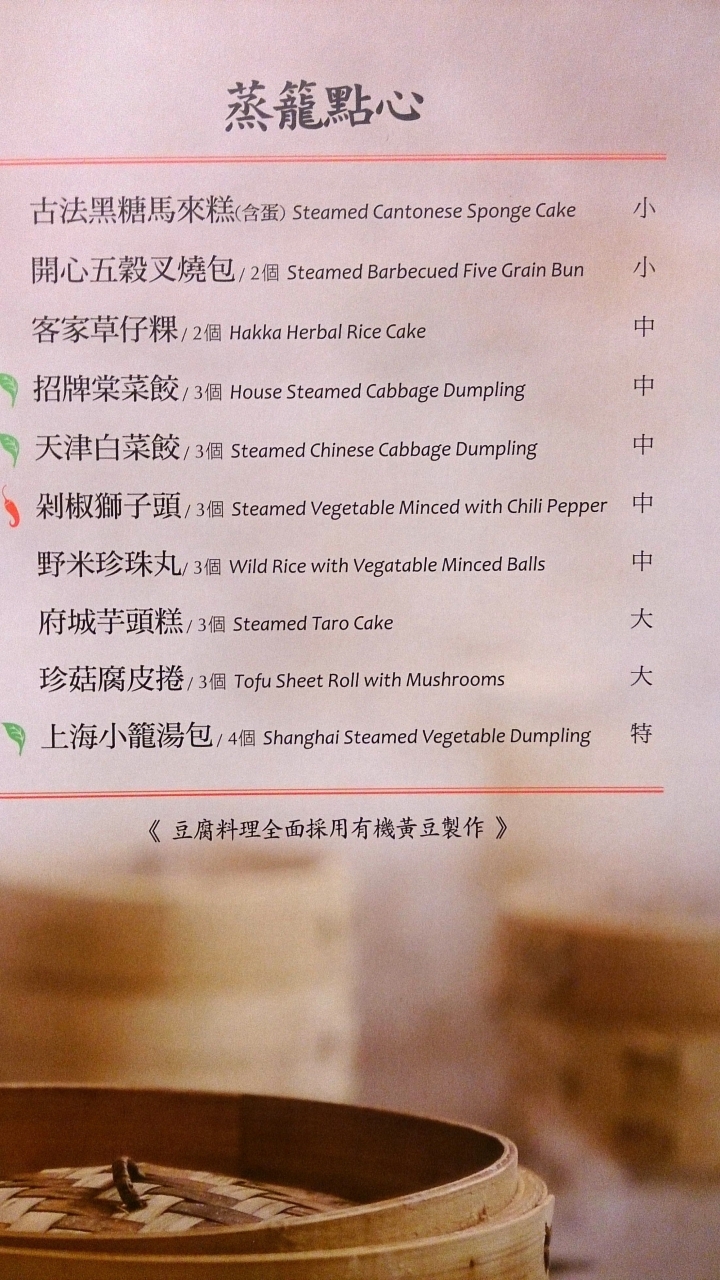 蒸籠點心
古法黑糖馬來糕(含蛋) Steamed Cantonese Sponge Cake 小
開心五穀叉燒包/ 2個 Steamed Barbecued Five Grain Bun 小
客家草仔粿/ 2個 Hakka Herbal Rice Cake 中
招牌棠菜餃/ 3個 House Steamed Cabbage Dumpling 中
天津白菜餃/ 3個 Steamed Chinese Cabbage Dumpling 中
剁椒獅子頭/ 3個 Steamed Vegetable Minced with Chili Pepper 中
野米珍珠丸/ 3個 Wild Rice with Vegatable Minced Balls 中
府城芋頭糕/ 3個 Steamed Taro Cake 大
珍菇腐皮捲/ 3個 Tofu Sheet Roll with Mushrooms 大
上海小籠湯包/ 4個 Shanghai Steamed Vegetable Dumpling 特
《 豆腐料理全面採用有機黃豆製作 》